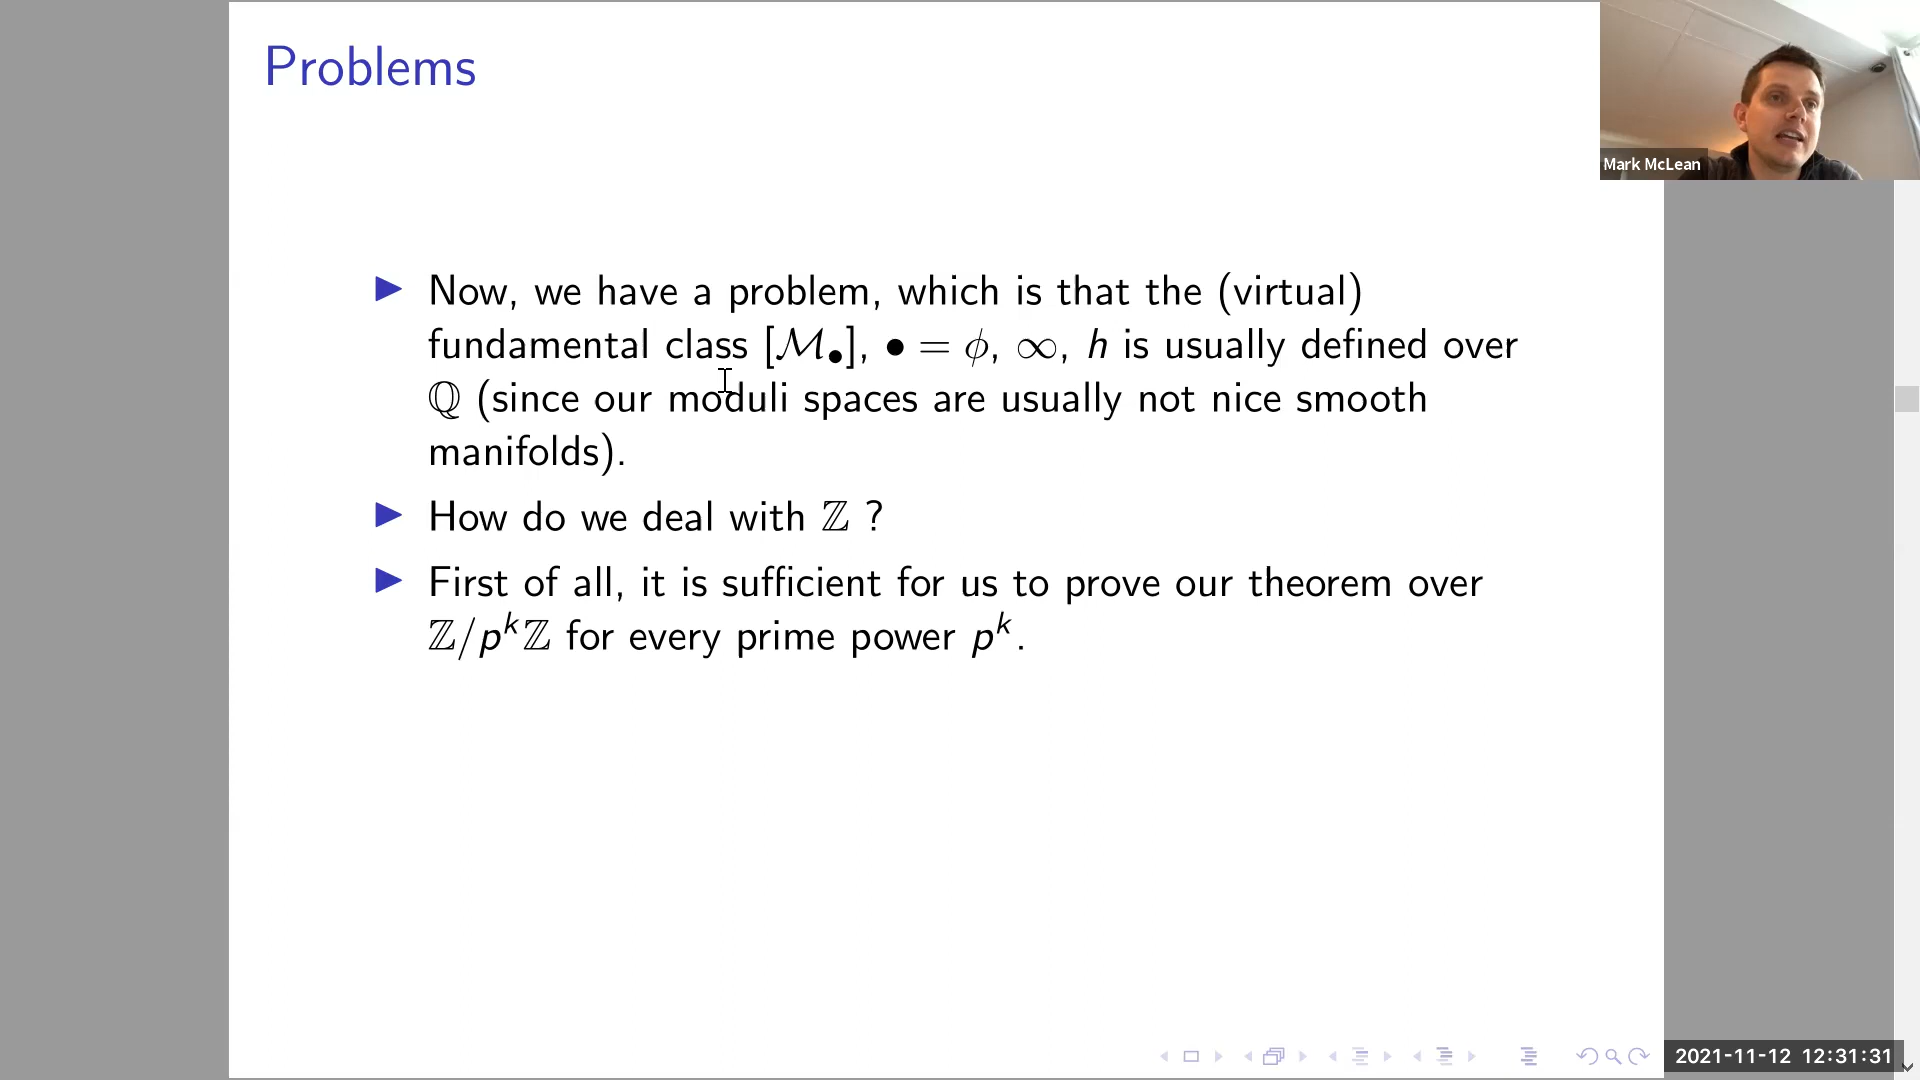 Problems
Mark McLean
▶ Now, we have a problem, which is that the (virtual)
fundamental class [ℳ•], • = ϕ, ∞, h is usually defined over
ℚ (since our moduli spaces are usually not nice smooth
manifolds).
▶ How do we deal with ℤ ?
▶ First of all, it is sufficient for us to prove our theorem over
ℤ/pᵏℤ for every prime power pᵏ.
2021-11-12 12:31:31